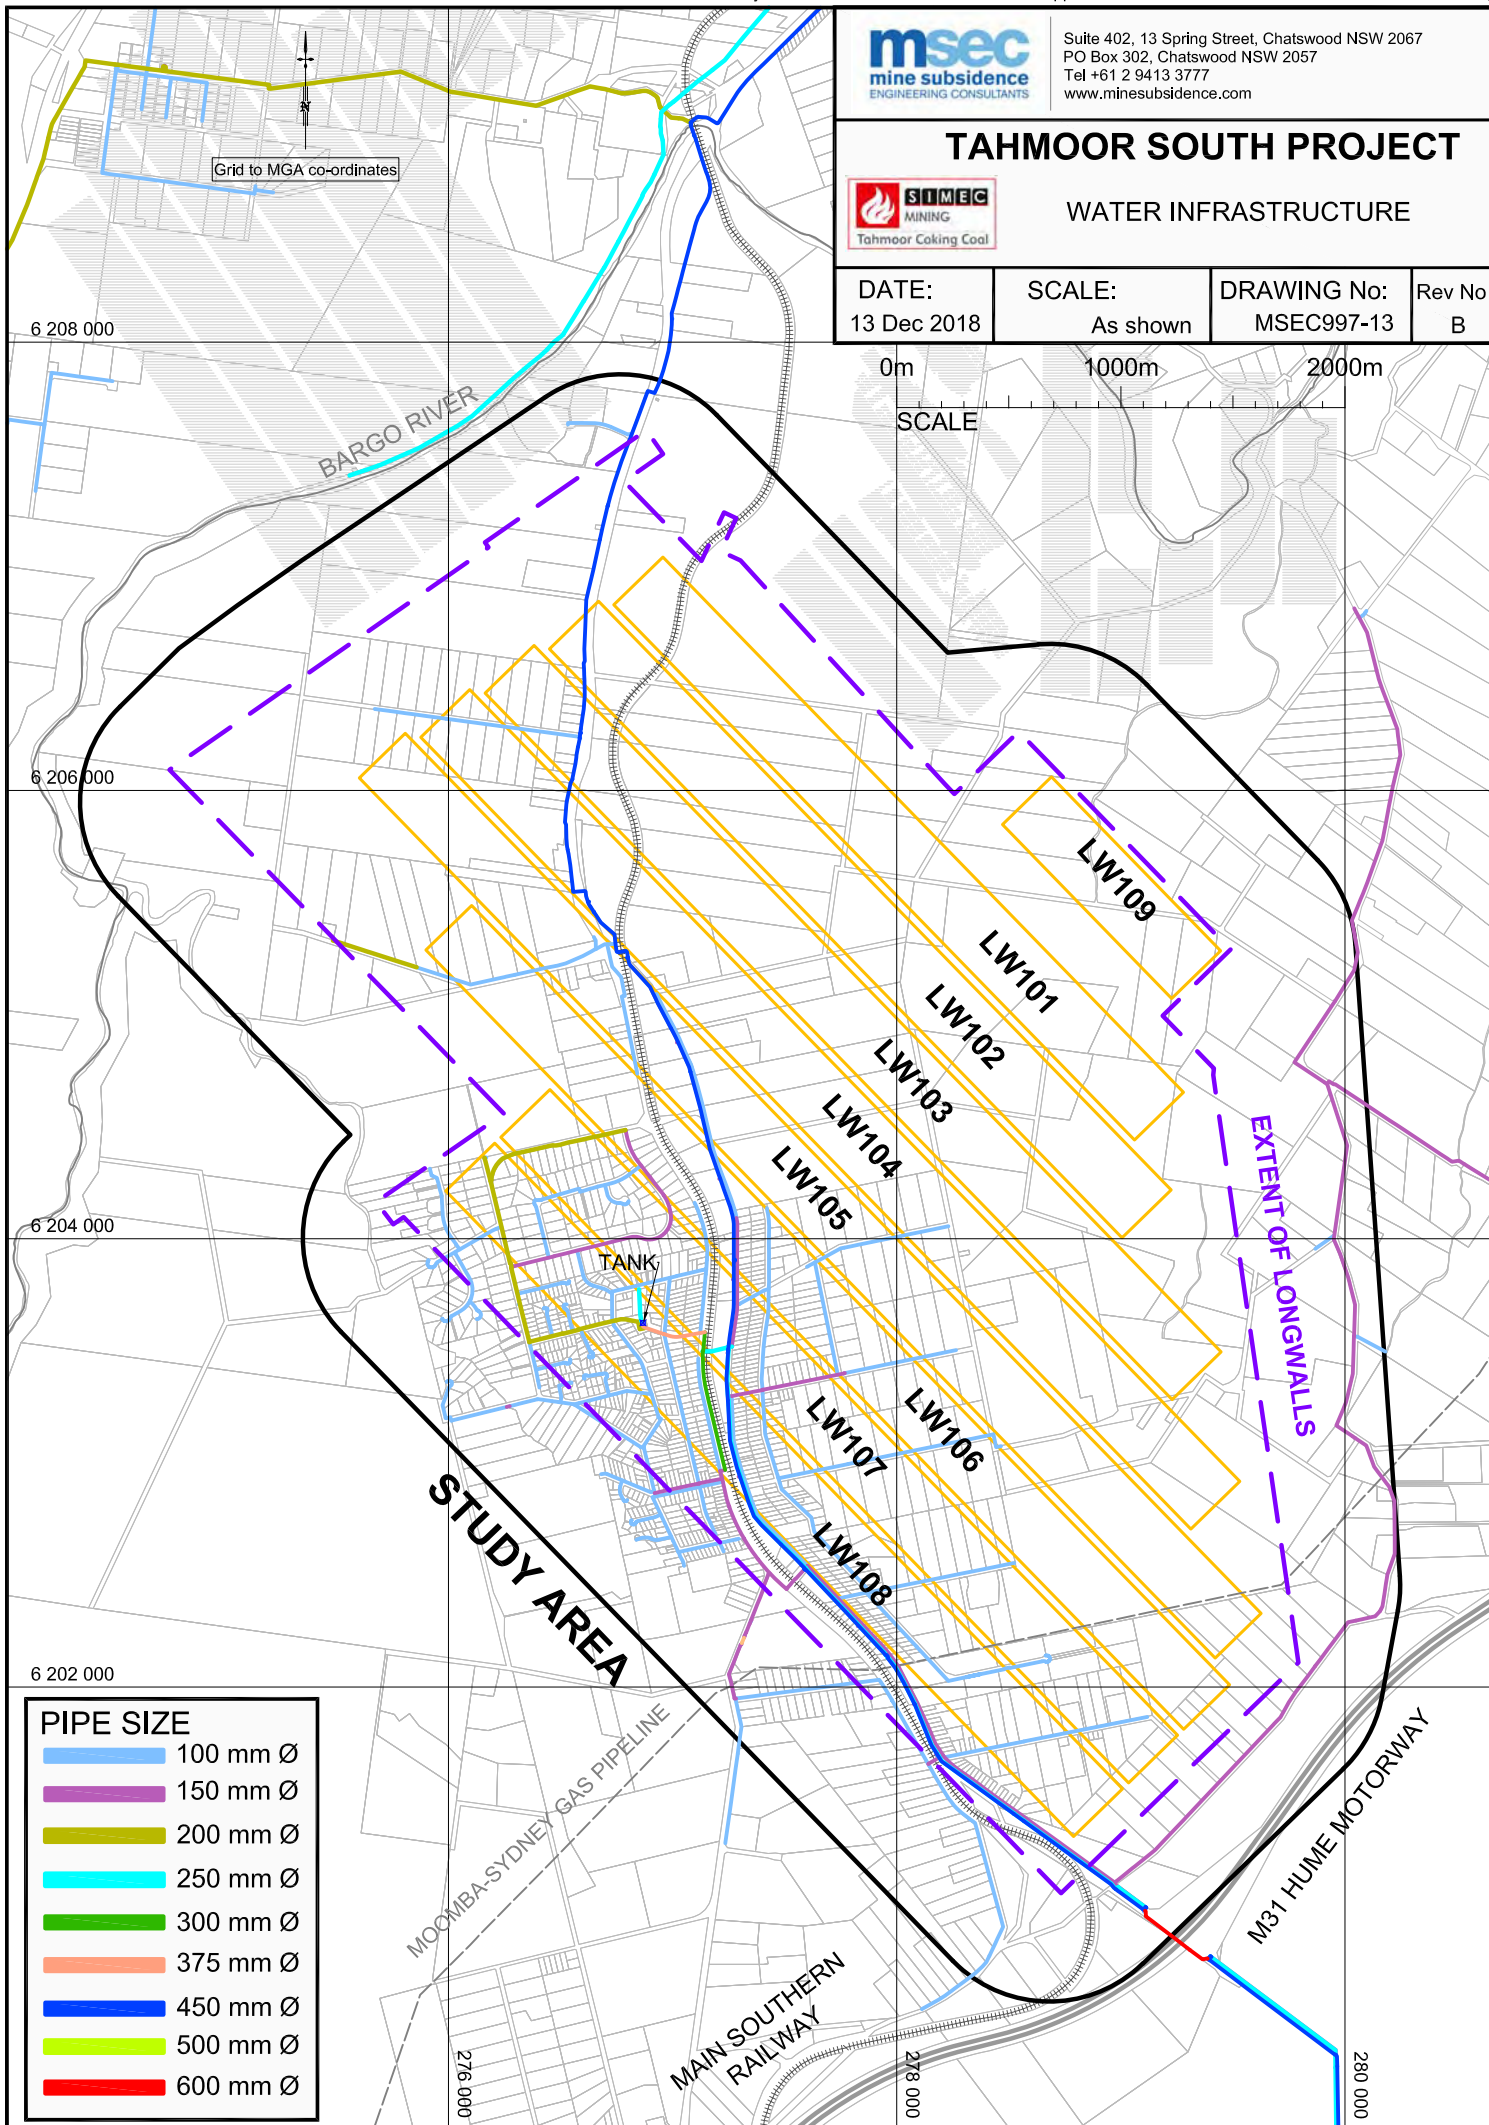 msec
mine subsidence
ENGINEERING CONSULTANTS
Suite 402, 13 Spring Street, Chatswood NSW 2067
PO Box 302, Chatswood NSW 2057
Tel +61 2 9413 3777
www.minesubsidence.com
TAHMOOR SOUTH PROJECT
SIMEC
MINING
Tahmoor Coking Coal
WATER INFRASTRUCTURE
DATE:
13 Dec 2018
SCALE:
As shown
DRAWING No:
MSEC997-13
Rev No
B
N
Grid to MGA co-ordinates
6 208 000
0m 1000m 2000m
SCALE
BARGO RIVER
6 206 000
LW109
LW101
LW102
LW103
LW104
LW105
EXTENT OF LONGWALLS
6 204 000
TANK
LW106
LW107
LW108
STUDY AREA
6 202 000
MOOMBA-SYDNEY GAS PIPELINE
M31 HUME MOTORWAY
MAIN SOUTHERN
RAILWAY
276 000
278 000
280 000
PIPE SIZE
100 mm Ø
150 mm Ø
200 mm Ø
250 mm Ø
300 mm Ø
375 mm Ø
450 mm Ø
500 mm Ø
600 mm Ø